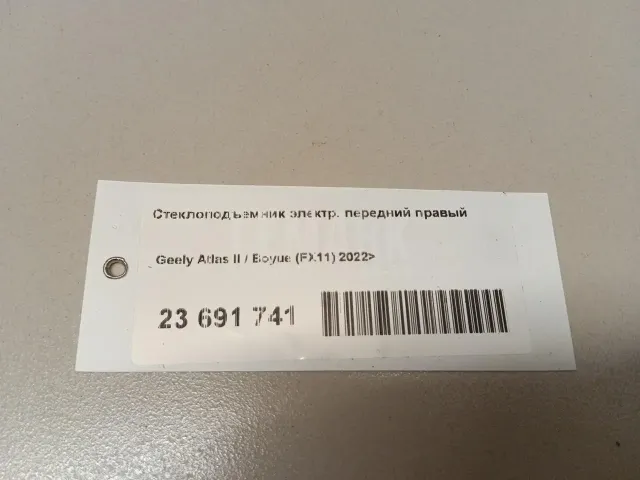 Стеклоподъемник электр. передний правый
Geely Atlas II / Boyue (FX11) 2022>
23 691 741